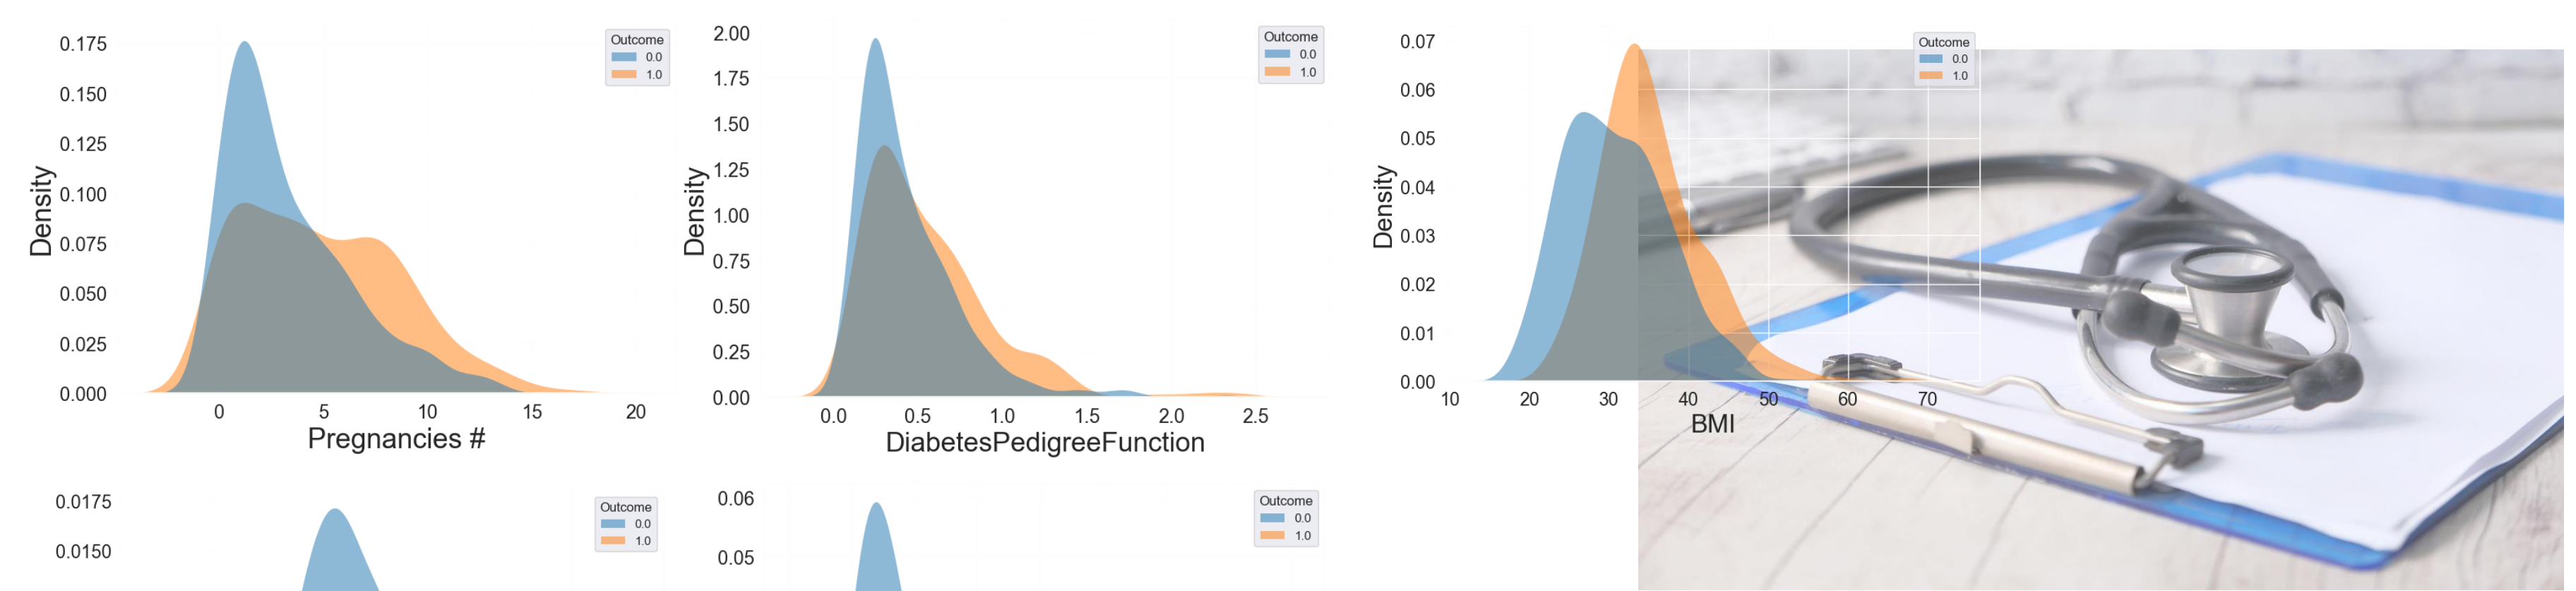 0.175
0.150
0.125
0.100
0.075
0.050
0.025
0.000
Density
0 5 10 15 20
Pregnancies #
Outcome
0.0
1.0
2.00
1.75
1.50
1.25
1.00
0.75
0.50
0.25
0.00
Density
0.0 0.5 1.0 1.5 2.0 2.5
DiabetesPedigreeFunction
Outcome
0.0
1.0
0.07
0.06
0.05
0.04
0.03
0.02
0.01
0.00
Density
10 20 30 40 50 60 70
BMI
Outcome
0.0
1.0
0.0175
0.0150
Outcome
0.0
1.0
0.06
0.05
Outcome
0.0
1.0